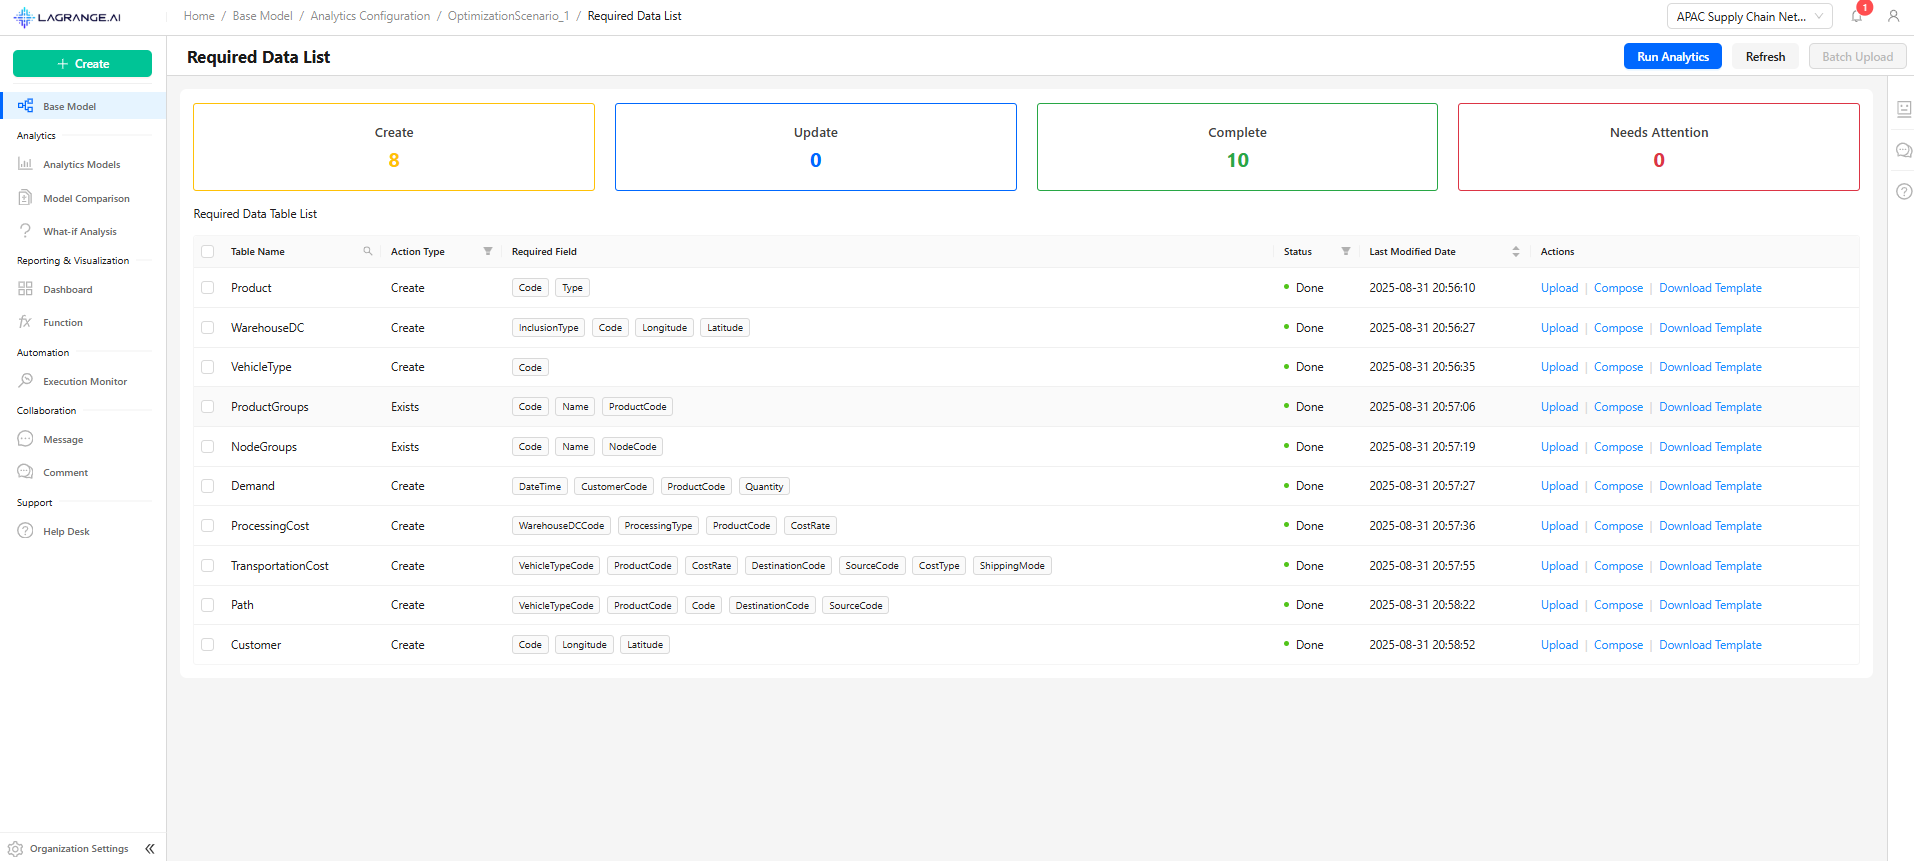 LAGRANGE.AI
Home / Base Model / Analytics Configuration / OptimizationScenario_1 / Required Data List
APAC Supply Chain Net...
1
Create
Required Data List
Run Analytics
Refresh
Batch Upload
Base Model
Analytics
Analytics Models
Model Comparison
What-if Analysis
Reporting & Visualization
Dashboard
Function
Automation
Execution Monitor
Collaboration
Message
Comment
Support
Help Desk
Organization Settings
Create
8
Update
0
Complete
10
Needs Attention
0
Required Data Table List
Table Name Action Type Required Field Status Last Modified Date Actions
Product Create Code Type Done 2025-08-31 20:56:10 Upload | Compose | Download Template
WarehouseDC Create InclusionType Code Longitude Latitude Done 2025-08-31 20:56:27 Upload | Compose | Download Template
VehicleType Create Code Done 2025-08-31 20:56:35 Upload | Compose | Download Template
ProductGroups Exists Code Name ProductCode Done 2025-08-31 20:57:06 Upload | Compose | Download Template
NodeGroups Exists Code Name NodeCode Done 2025-08-31 20:57:19 Upload | Compose | Download Template
Demand Create DateTime CustomerCode ProductCode Quantity Done 2025-08-31 20:57:27 Upload | Compose | Download Template
ProcessingCost Create WarehouseDCCode ProcessingType ProductCode CostRate Done 2025-08-31 20:57:36 Upload | Compose | Download Template
TransportationCost Create VehicleTypeCode ProductCode CostRate DestinationCode SourceCode CostType ShippingMode Done 2025-08-31 20:57:55 Upload | Compose | Download Template
Path Create VehicleTypeCode ProductCode Code DestinationCode SourceCode Done 2025-08-31 20:58:22 Upload | Compose | Download Template
Customer Create Code Longitude Latitude Done 2025-08-31 20:58:52 Upload | Compose | Download Template